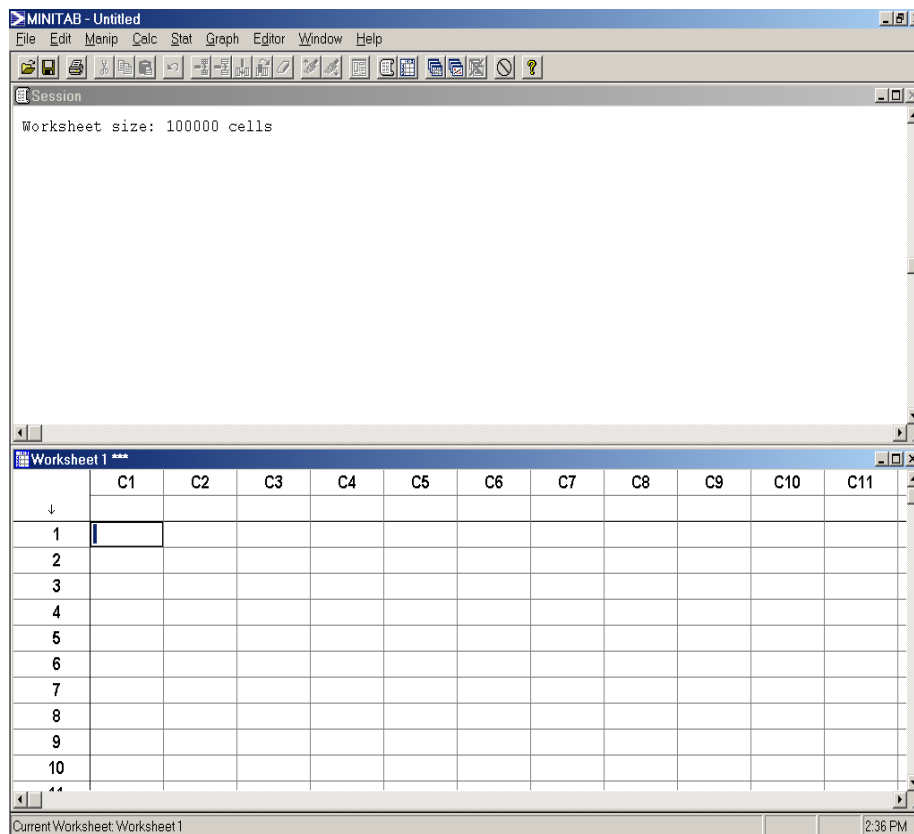 MINITAB - Untitled
File Edit Manip Calc Stat Graph Editor Window Help
Session
Worksheet size: 100000 cells
Worksheet 1 ***
C1 C2 C3 C4 C5 C6 C7 C8 C9 C10 C11
↓
1
2
3
4
5
6
7
8
9
10
Current Worksheet: Worksheet 1 2:36 PM